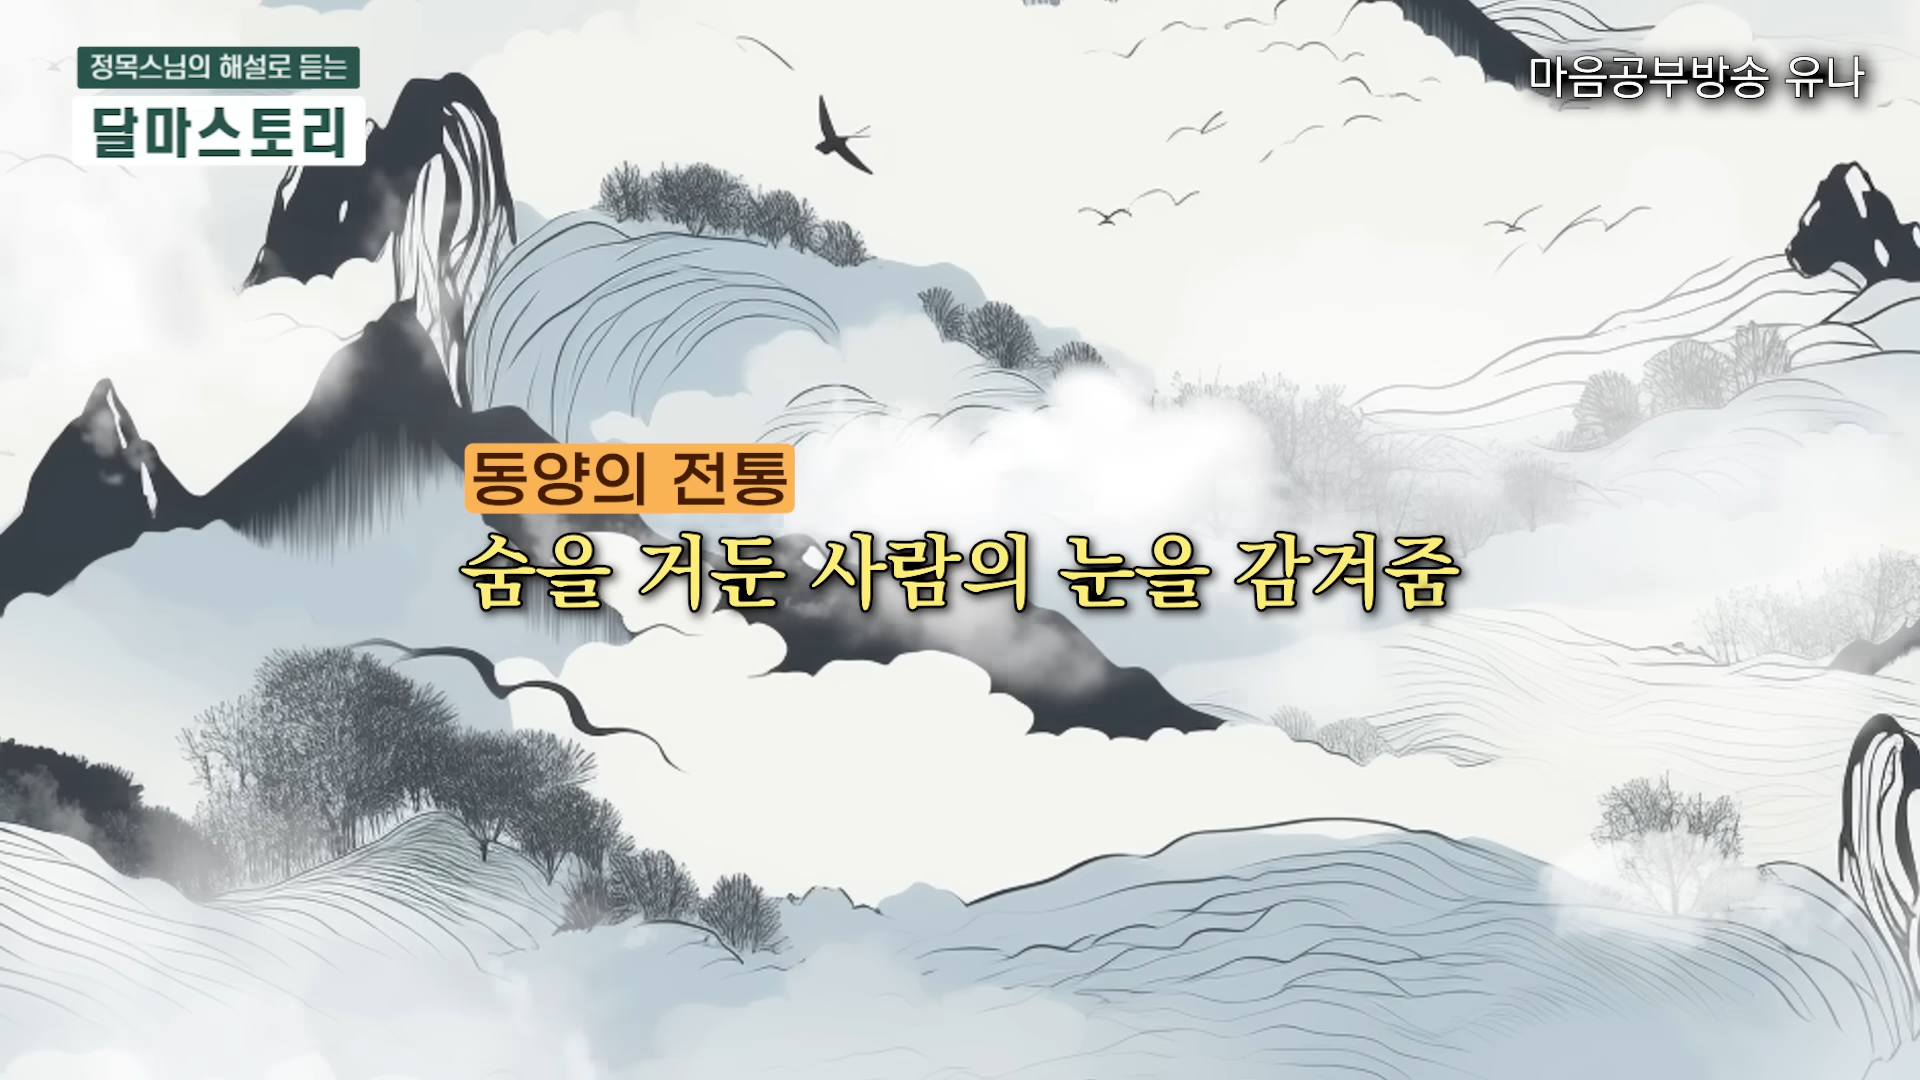 정목스님의 해설로 듣는
달마스토리
마음공부방송 유나
동양의 전통
숨을 거둔 사람의 눈을 감겨줌